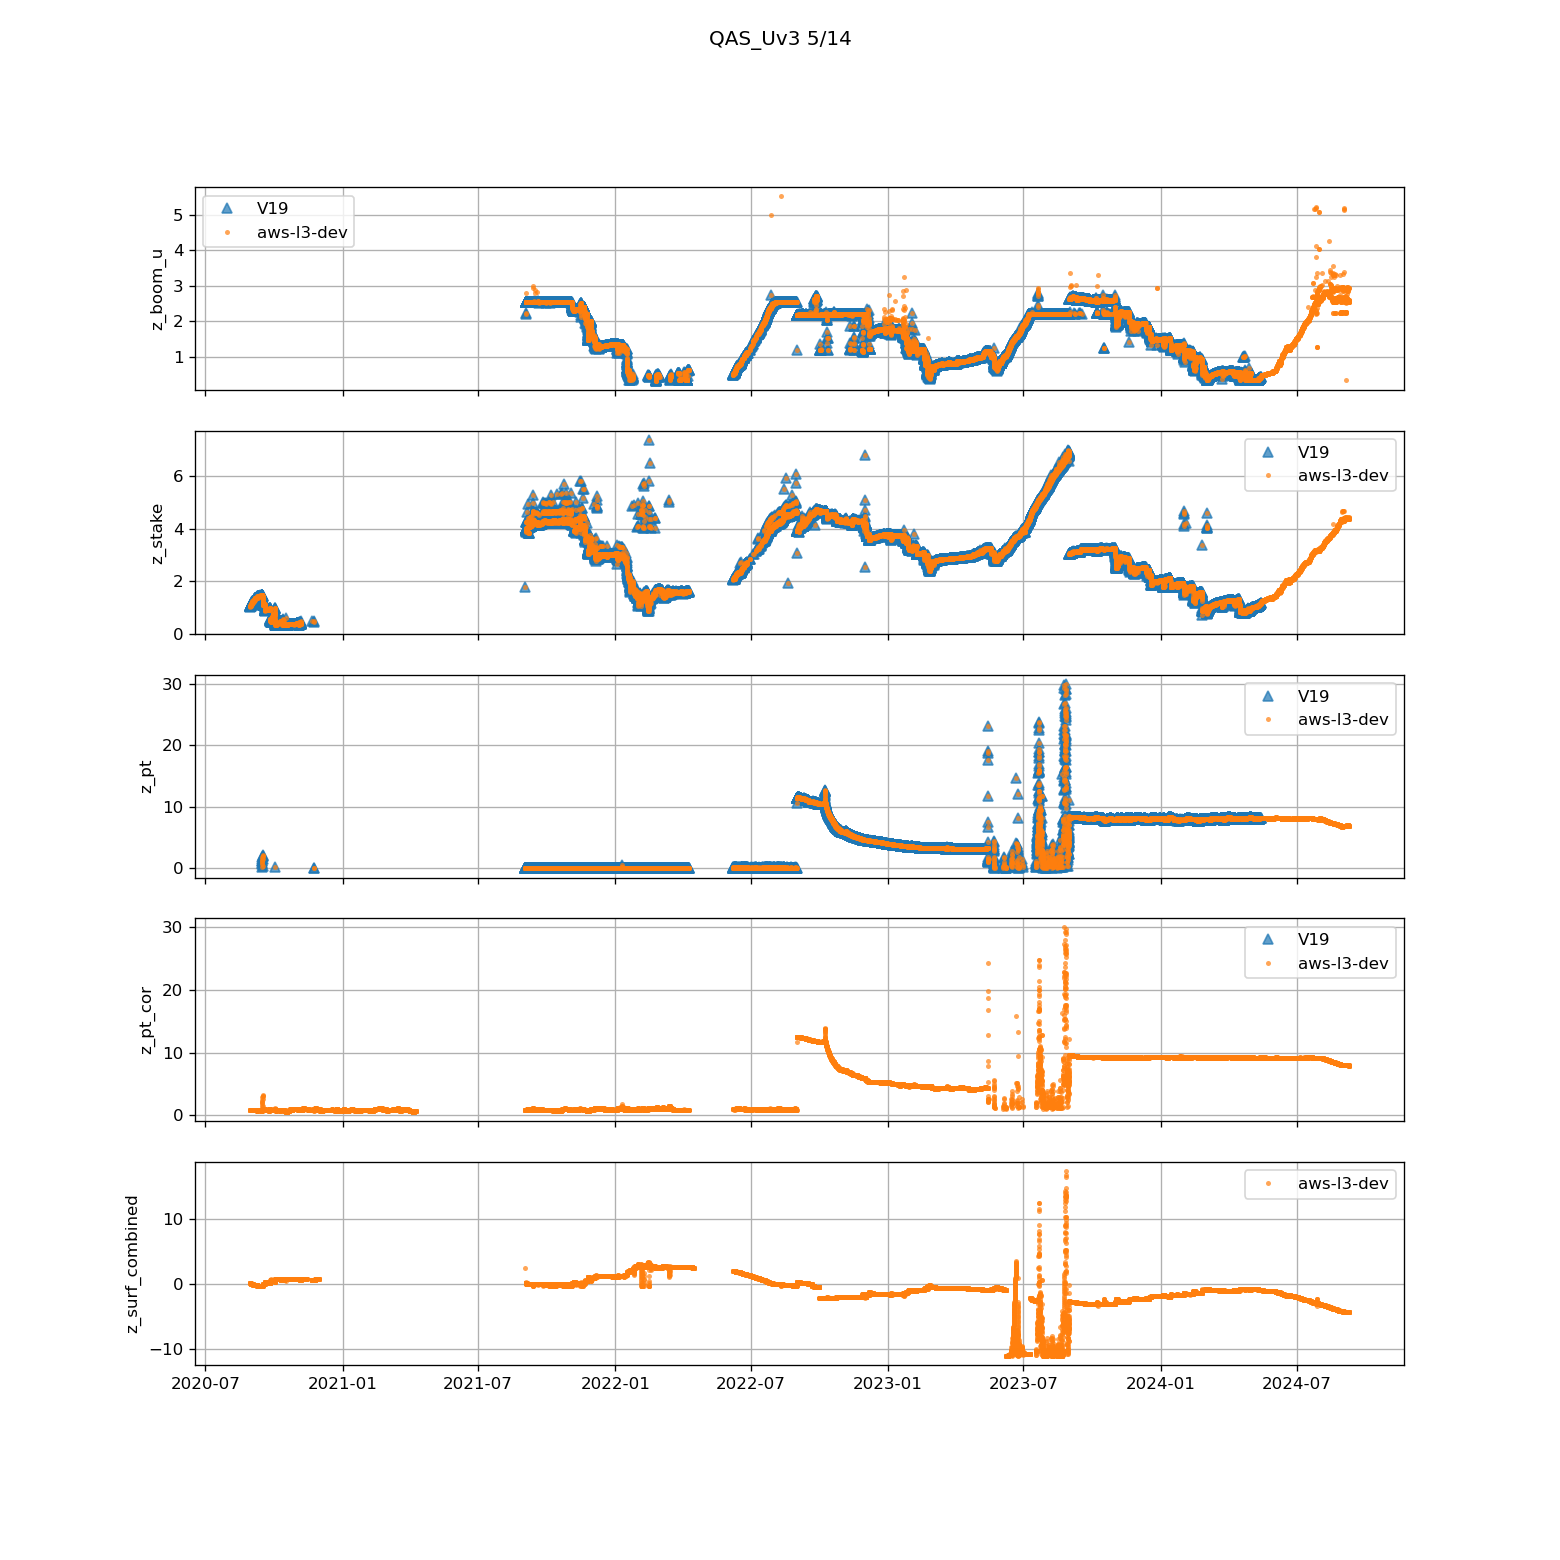 QAS_Uv3 5/14
z_boom_u
5
4
3
2
1
V19
aws-l3-dev
z_stake
6
4
2
0
V19
aws-l3-dev
z_pt
30
20
10
0
V19
aws-l3-dev
z_pt_cor
30
20
10
0
V19
aws-l3-dev
z_surf_combined
10
0
−10
aws-l3-dev
2020-07 2021-01 2021-07 2022-01 2022-07 2023-01 2023-07 2024-01 2024-07